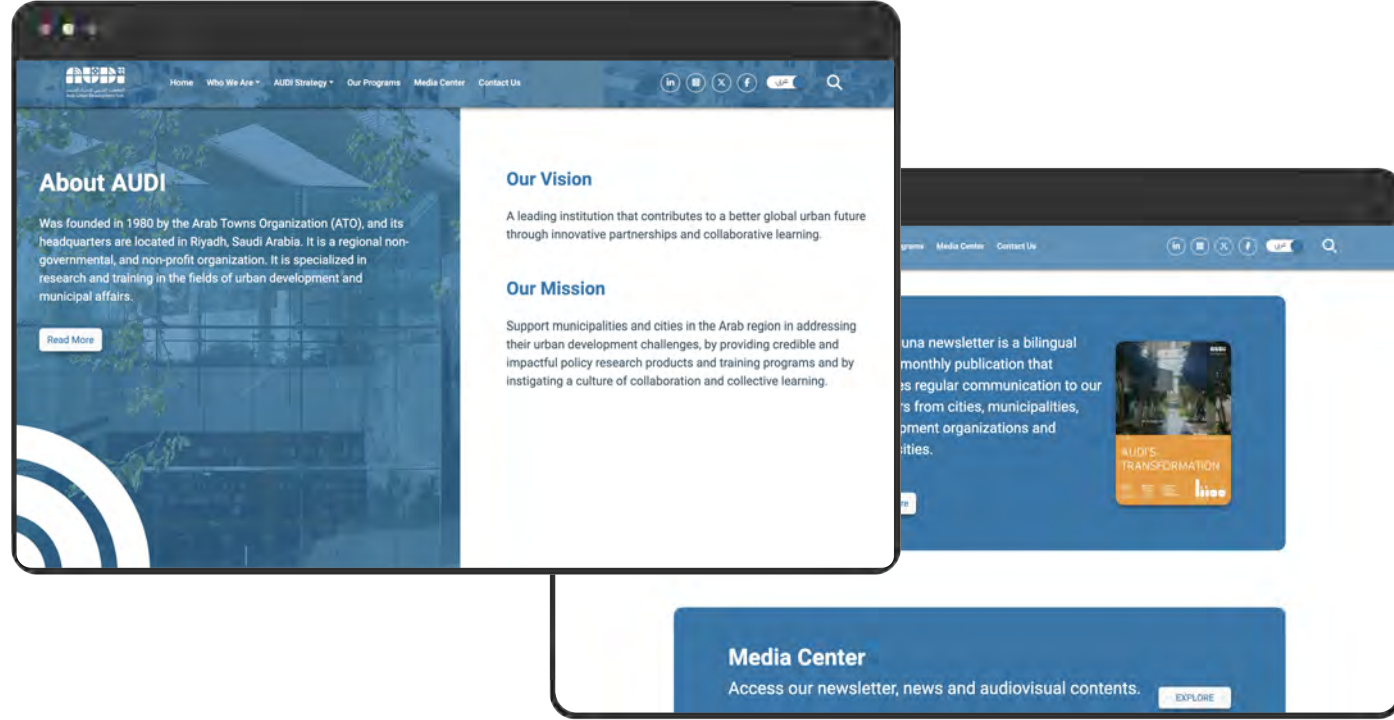 AUDI
Home Who We Are AUDI Strategy Our Programs Media Center Contact Us
عربي
About AUDI
Was founded in 1980 by the Arab Towns Organization (ATO), and its
headquarters are located in Riyadh, Saudi Arabia. It is a regional non-
governmental, and non-profit organization. It is specialized in
research and training in the fields of urban development and
municipal affairs.
Read More
Our Vision
A leading institution that contributes to a better global urban future
through innovative partnerships and collaborative learning.
Our Mission
Support municipalities and cities in the Arab region in addressing
their urban development challenges, by providing credible and
impactful policy research products and training programs and by
instigating a culture of collaboration and collective learning.
grams Media Center Contact Us
عربي
una newsletter is a bilingual
monthly publication that
es regular communication to our
rs from cities, municipalities,
pment organizations and
sities.
re
AUDI'S
TRANSFORMATION
Media Center
Access our newsletter, news and audiovisual contents.
EXPLORE